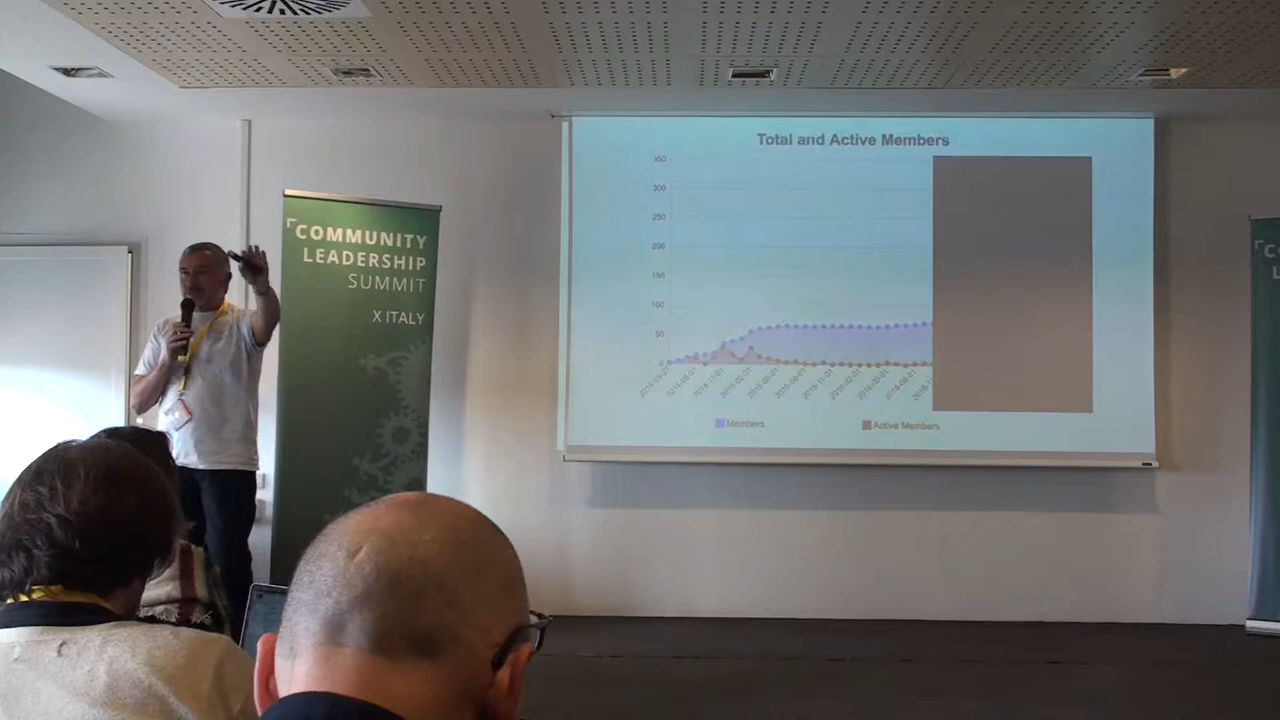 COMMUNITY
LEADERSHIP
SUMMIT
X ITALY
Total and Active Members
350
300
250
200
150
100
50
0
Members
Active Members